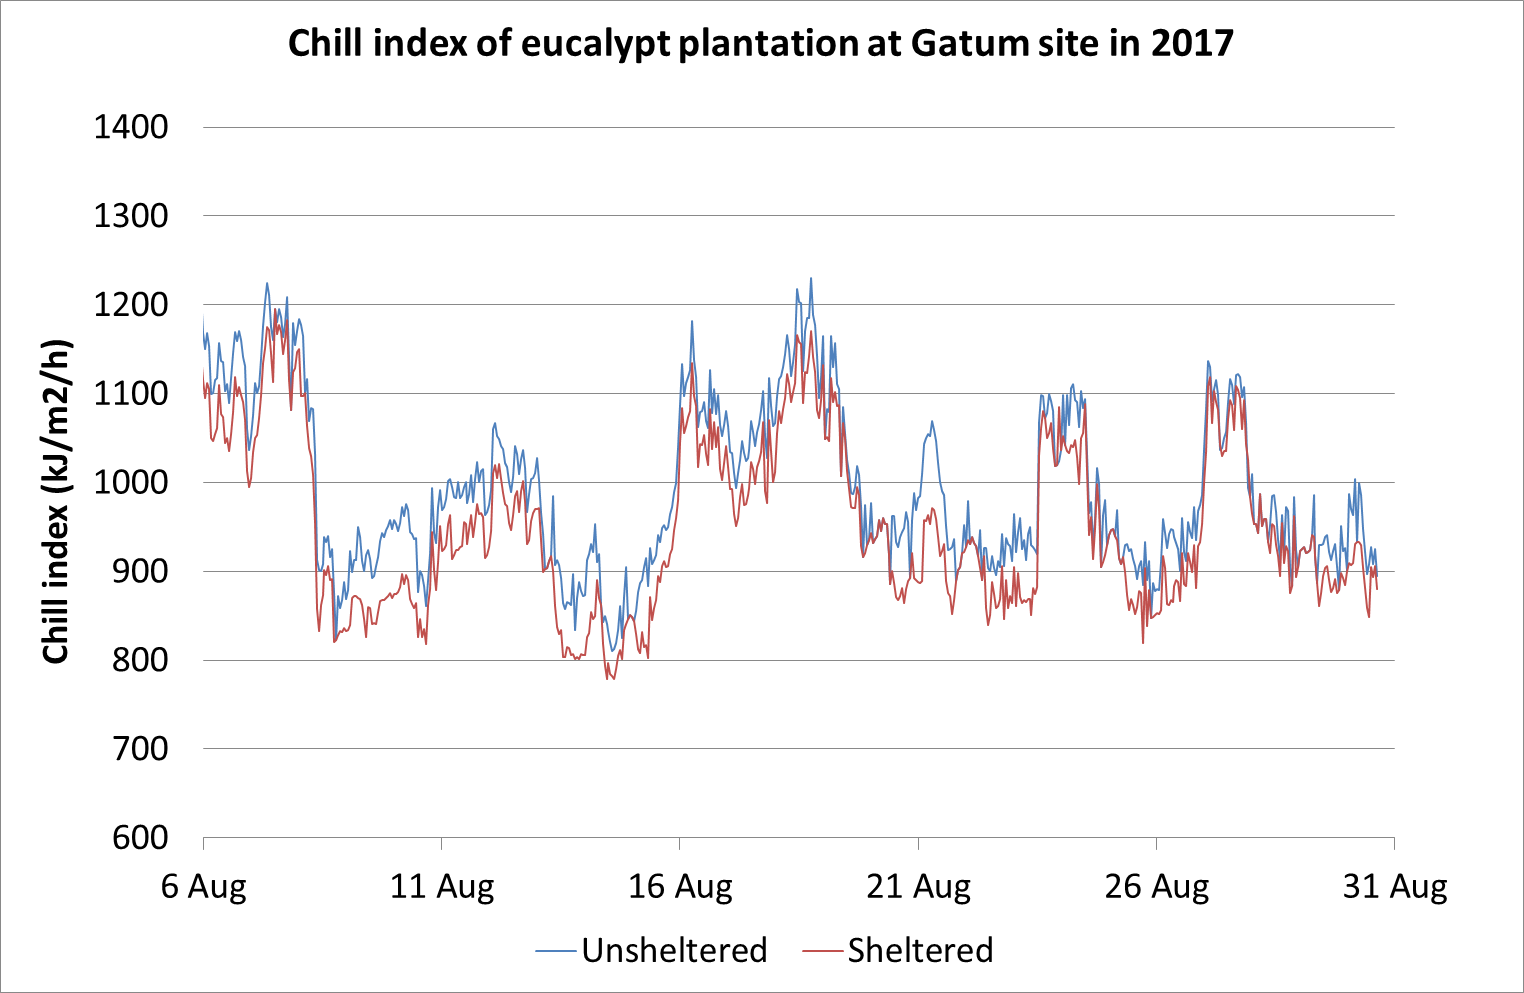 Chill index of eucalypt plantation at Gatum site in 2017
Chill index (kJ/m2/h)
1400
1300
1200
1100
1000
900
800
700
600
6 Aug 11 Aug 16 Aug 21 Aug 26 Aug 31 Aug
Unsheltered Sheltered